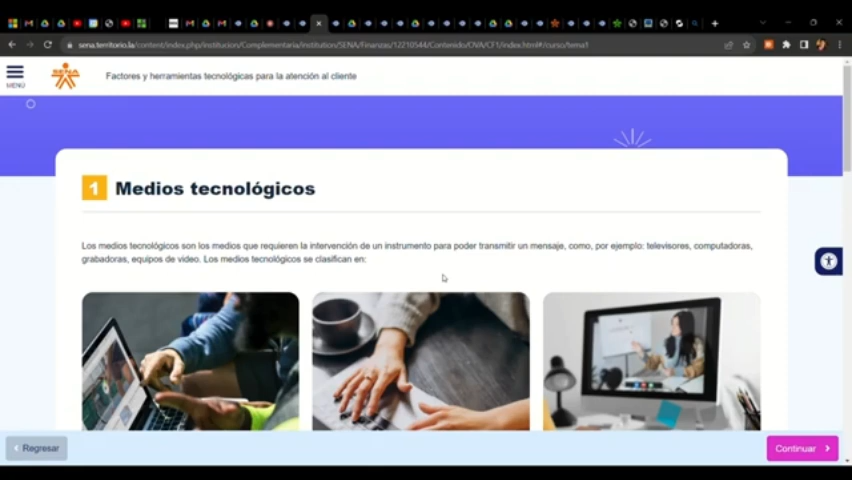 sena.territorio.la/content/index.php/institucion/Complementaria/institution/SENA/Finanzas/12210544/Contenido/OVA/CF1/index.html#/curso/tema1
MENÚ
SENA
Factores y herramientas tecnológicas para la atención al cliente
1 Medios tecnológicos
Los medios tecnológicos son los medios que requieren la intervención de un instrumento para poder transmitir un mensaje, como, por ejemplo: televisores, computadoras,
grabadoras, equipos de video. Los medios tecnológicos se clasifican en:
Regresar
Continuar